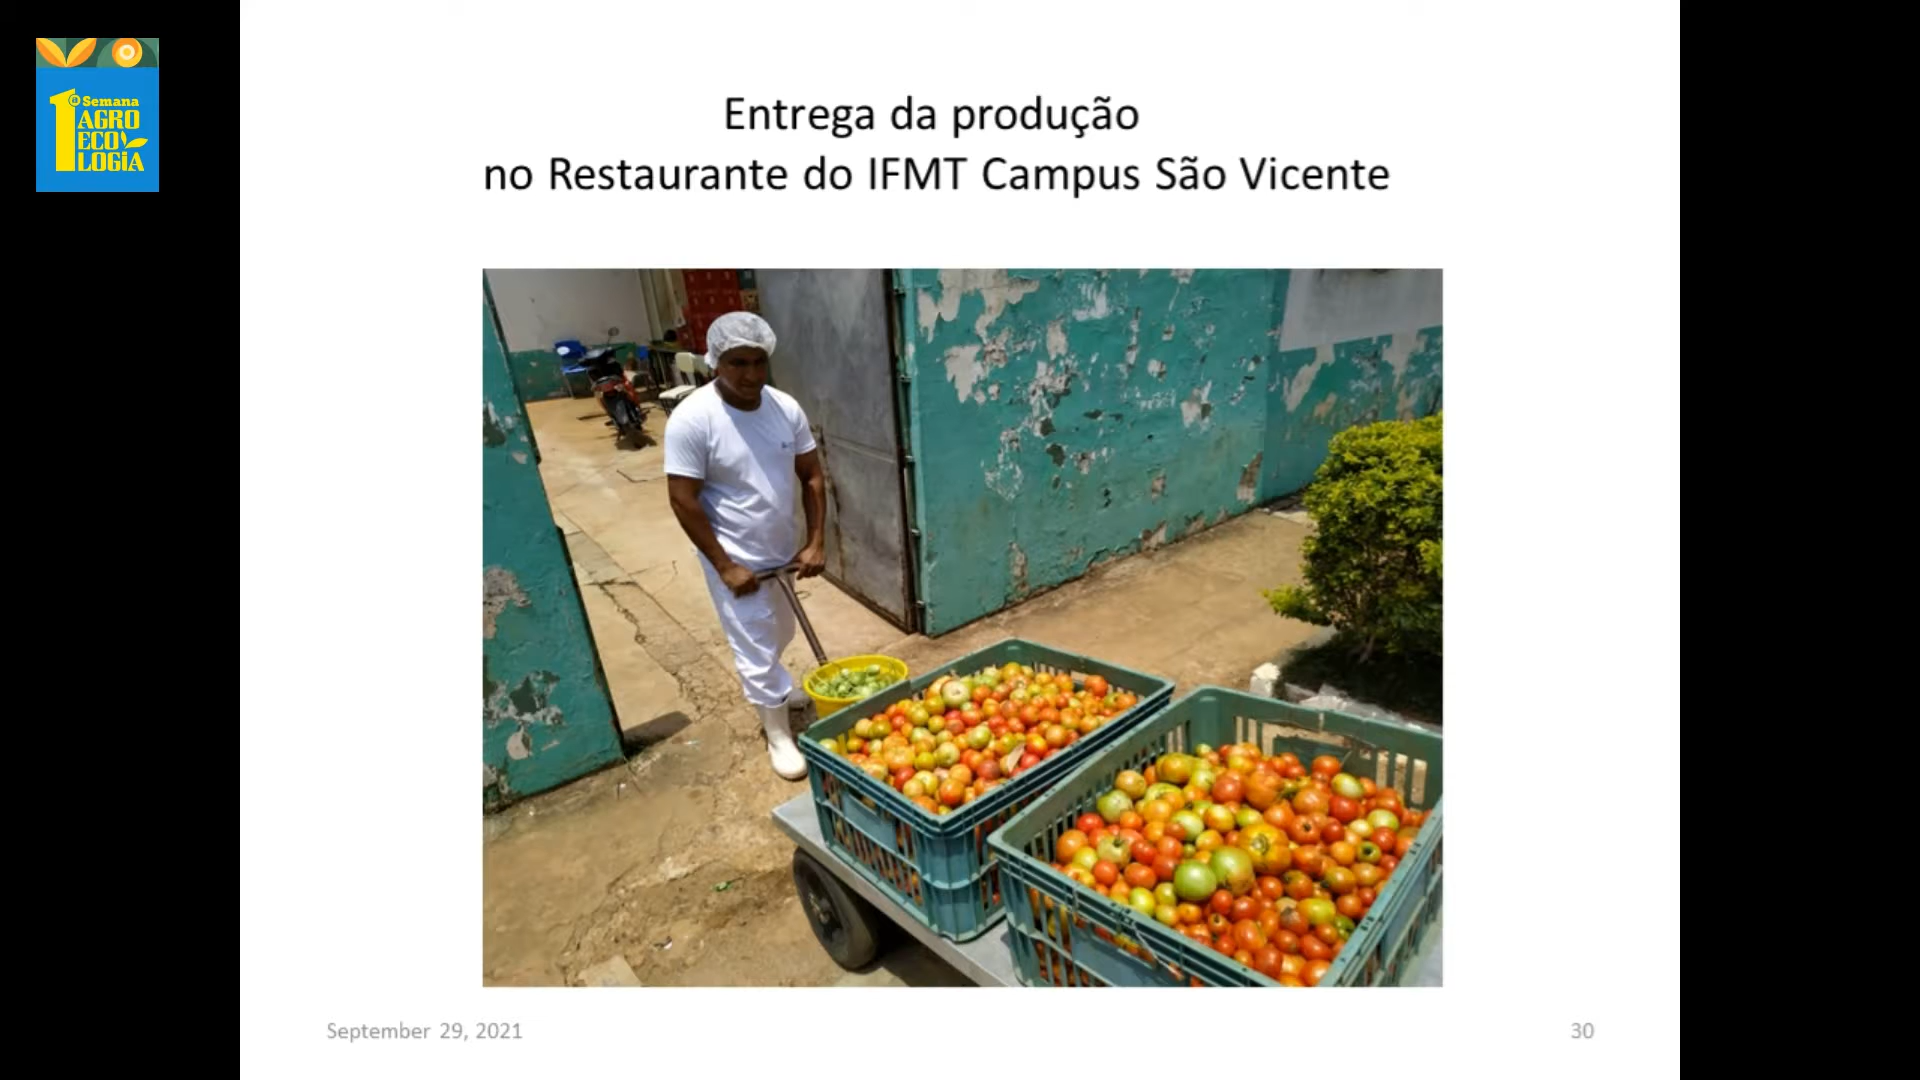 1ª Semana
AGRO
ECO
LOGIA
Entrega da produção
no Restaurante do IFMT Campus São Vicente
September 29, 2021
30